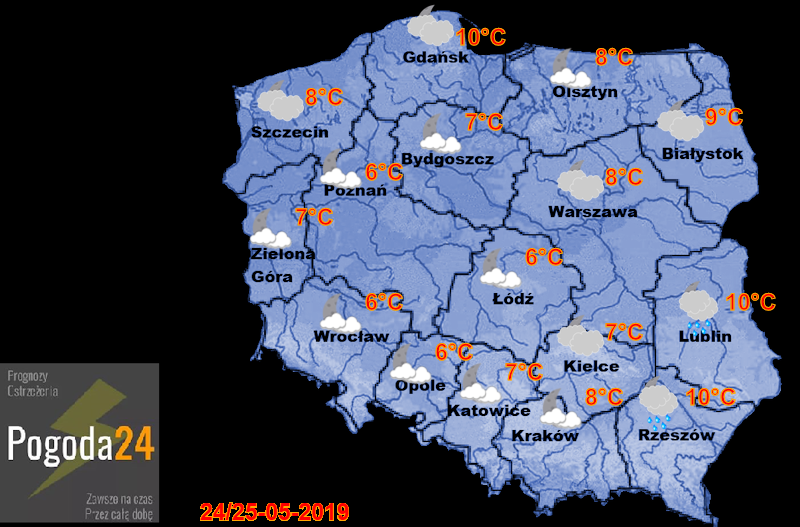 10°C
Gdańsk
8°C
Olsztyn
8°C
Szczecin
7°C
Bydgoszcz
9°C
Białystok
6°C
Poznań
8°C
Warszawa
7°C
Zielona
Góra
6°C
Łódź
6°C
Wrocław
10°C
Lublin
7°C
Kielce
6°C
Opole
7°C
Katowice
8°C
Kraków
10°C
Rzeszów
Prognozy
Ostrzeżenia
Pogoda24
Zawsze na czas
Przez całą dobę
24/25-05-2019